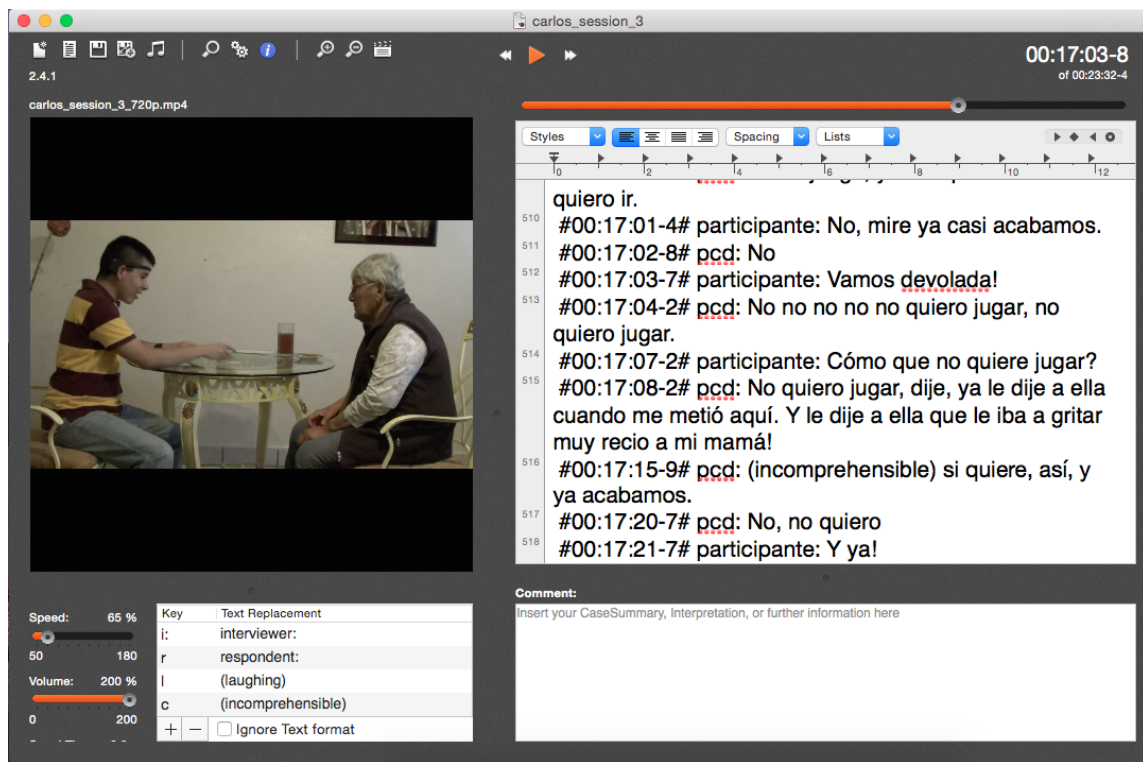 carlos_session_3
2.4.1
00:17:03-8
of 00:23:32-4
carlos_session_3_720p.mp4
Styles
Spacing
Lists
0 2 4 6 8 10 12
quiero ir.
510 #00:17:01-4# participante: No, mire ya casi acabamos.
511 #00:17:02-8# pcd: No
512 #00:17:03-7# participante: Vamos devolada!
513 #00:17:04-2# pcd: No no no no no quiero jugar, no
quiero jugar.
514 #00:17:07-2# participante: Cómo que no quiere jugar?
515 #00:17:08-2# pcd: No quiero jugar, dije, ya le dije a ella
cuando me metió aquí. Y le dije a ella que le iba a gritar
muy recio a mi mamá!
516 #00:17:15-9# pcd: (incomprehensible) si quiere, así, y
ya acabamos.
517 #00:17:20-7# pcd: No, no quiero
518 #00:17:21-7# participante: Y ya!
Speed: 65 %
50 180
Volume: 200 %
0 200
Key Text Replacement
i: interviewer:
r respondent:
l (laughing)
c (incomprehensible)
+ − Ignore Text format
Comment:
Insert your CaseSummary, Interpretation, or further information here